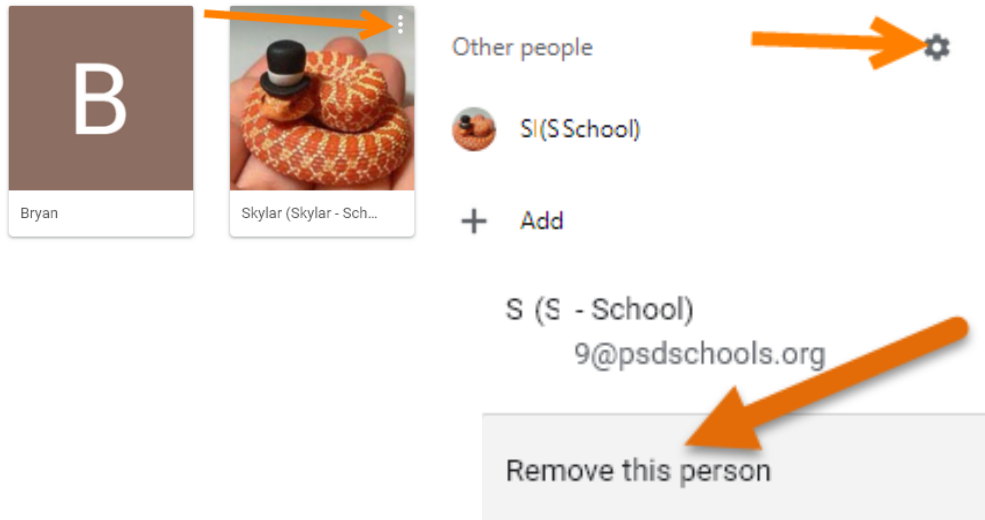 B
Bryan
Skylar (Skylar - Sch...
Other people
Sl(S School)
Add
S (S - School)
9@psdschools.org
Remove this person